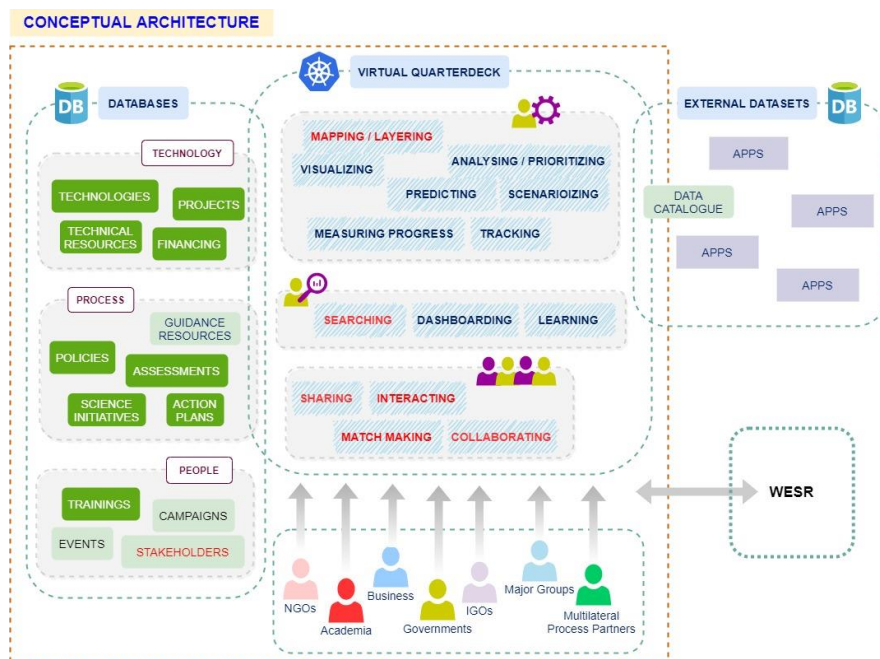 CONCEPTUAL ARCHITECTURE
DB
DATABASES
TECHNOLOGY
TECHNOLOGIES
PROJECTS
TECHNICAL
RESOURCES
FINANCING
PROCESS
GUIDANCE
RESOURCES
POLICIES
ASSESSMENTS
SCIENCE
INITIATIVES
ACTION
PLANS
PEOPLE
TRAININGS
CAMPAIGNS
EVENTS
STAKEHOLDERS
VIRTUAL QUARTERDECK
MAPPING / LAYERING
VISUALIZING
ANALYSING / PRIORITIZING
PREDICTING
SCENARIOIZING
MEASURING PROGRESS
TRACKING
SEARCHING
DASHBOARDING
LEARNING
SHARING
INTERACTING
MATCH MAKING
COLLABORATING
NGOs
Academia
Business
Governments
IGOs
Major Groups
Multilateral
Process Partners
EXTERNAL DATASETS
DB
APPS
DATA
CATALOGUE
APPS
APPS
APPS
WESR